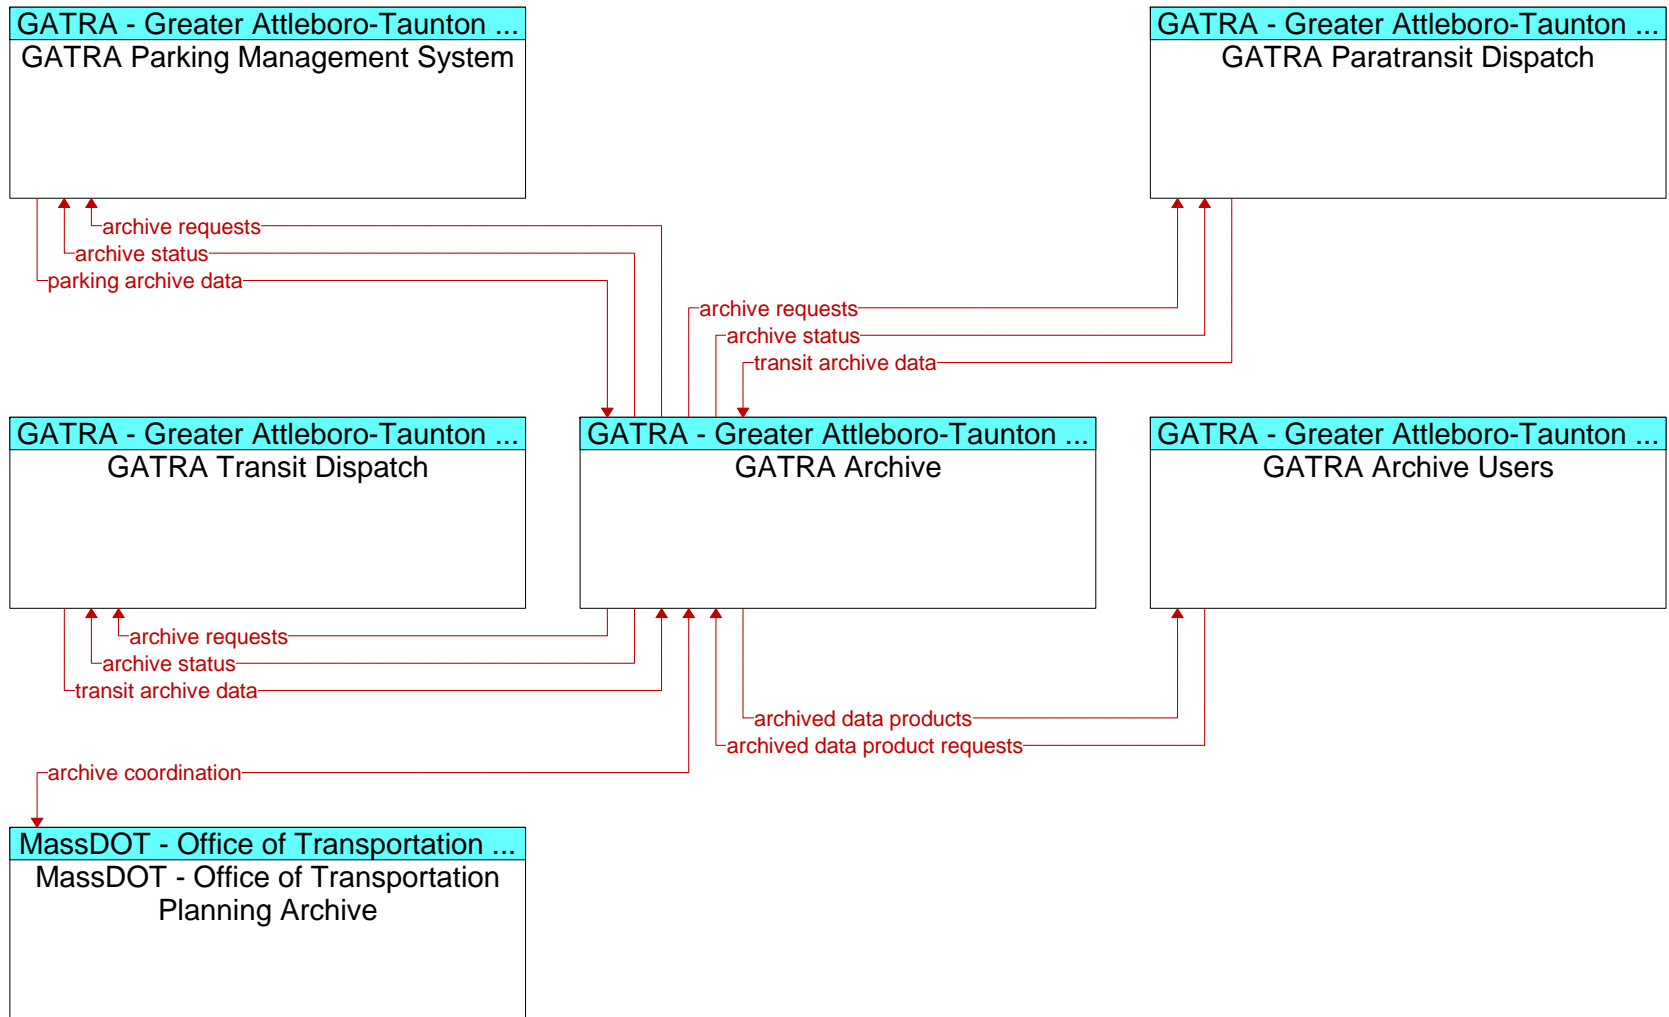 GATRA - Greater Attleboro-Taunton ...
GATRA Parking Management System
GATRA - Greater Attleboro-Taunton ...
GATRA Paratransit Dispatch
archive requests
archive status
parking archive data
archive requests
archive status
transit archive data
GATRA - Greater Attleboro-Taunton ...
GATRA Transit Dispatch
GATRA - Greater Attleboro-Taunton ...
GATRA Archive
GATRA - Greater Attleboro-Taunton ...
GATRA Archive Users
archive requests
archive status
transit archive data
archived data products
archived data product requests
archive coordination
MassDOT - Office of Transportation ...
MassDOT - Office of Transportation
Planning Archive